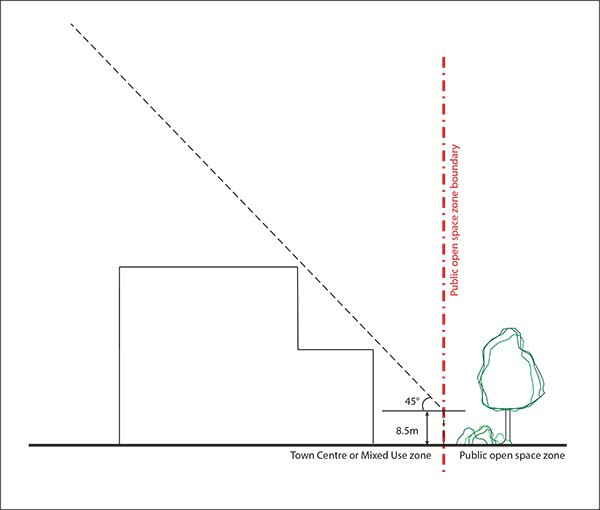 Public open space zone boundary
45°
8.5m
Town Centre or Mixed Use zone
Public open space zone